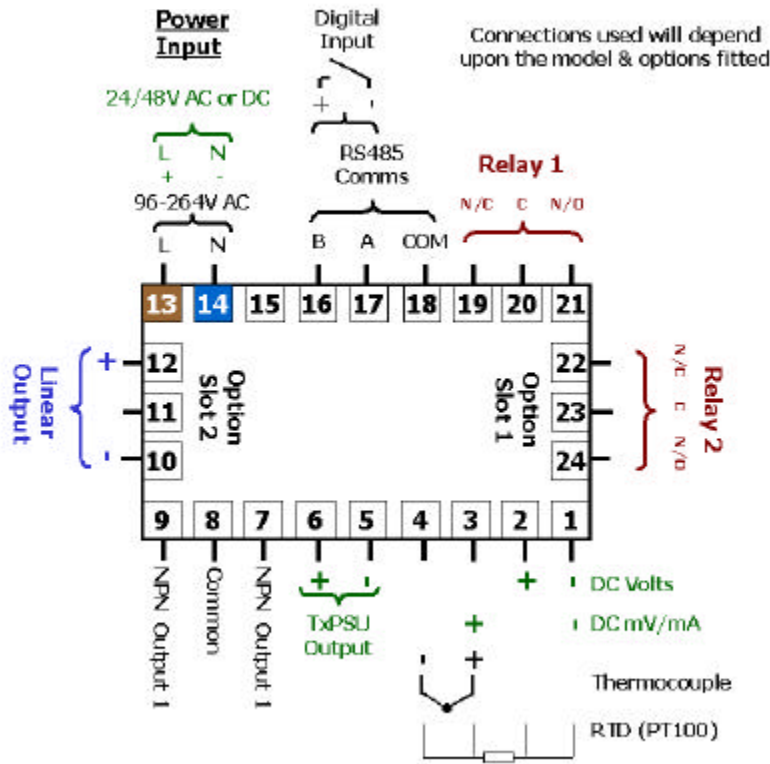 Power
Input
Digital
Input
Connections used will depend
upon the model & options fitted
24/48V AC or DC
L N
+ -
+ -
96-264V AC
L N
RS485
Comms
B A COM
Relay 1
N/C C N/O
13 14 15 16 17 18 19 20 21
12
11
10
+
-
Linear
Output
Option
Slot 2
Option
Slot 1
22
23
24
N/C
C
N/O
Relay 2
9 8 7 6 5 4 3 2 1
NPN Output 1
Common
NPN Output 1
+ -
TxPSU
Output
+ - DC Volts
+ - DC mV/mA
- +
Thermocouple
RTD (PT100)